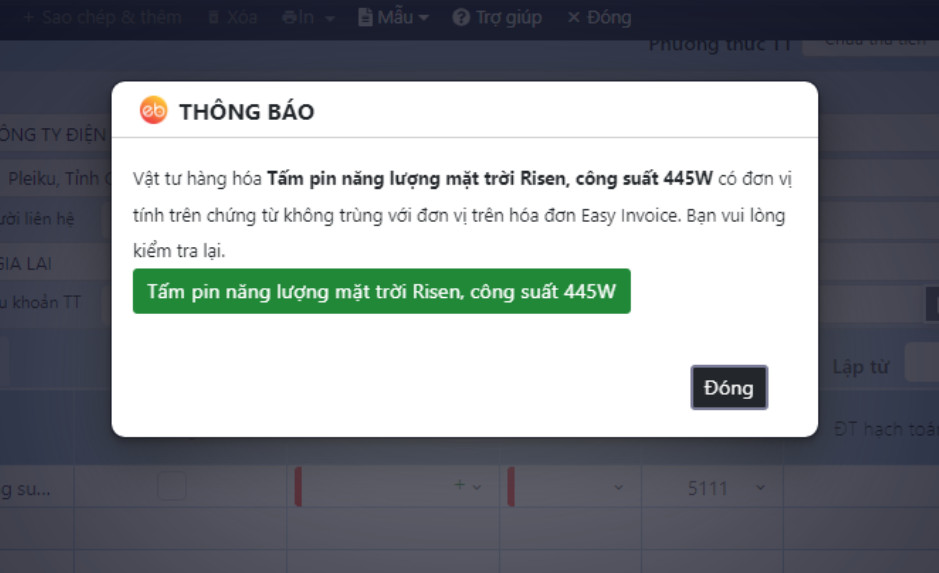 + Sao chép & thêm Xóa In Mẫu Trợ giúp × Đóng
Phương thức TT Chưa thu tiền
eb THÔNG BÁO
ÔNG TY ĐIỆN
Pleiku, Tỉnh
Vật tư hàng hóa Tấm pin năng lượng mặt trời Risen, công suất 445W có đơn vị
tính trên chứng từ không trùng với đơn vị trên hóa đơn Easy Invoice. Bạn vui lòng
kiểm tra lại.
ười liên hệ
GIA LAI
u khoản TT
Tấm pin năng lượng mặt trời Risen, công suất 445W
Lập từ
Đóng
ĐT hạch toá
g su... + 5111